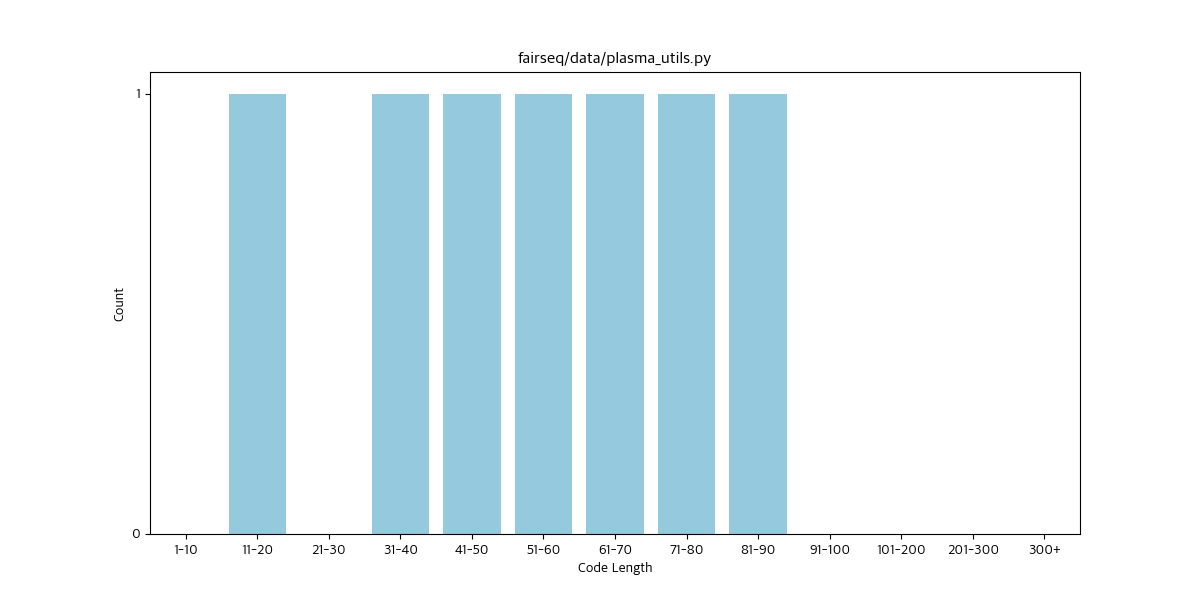 fairseq/data/plasma_utils.py
1
Count
0
1-10 11-20 21-30 31-40 41-50 51-60 61-70 71-80 81-90 91-100 101-200 201-300 300+
Code Length